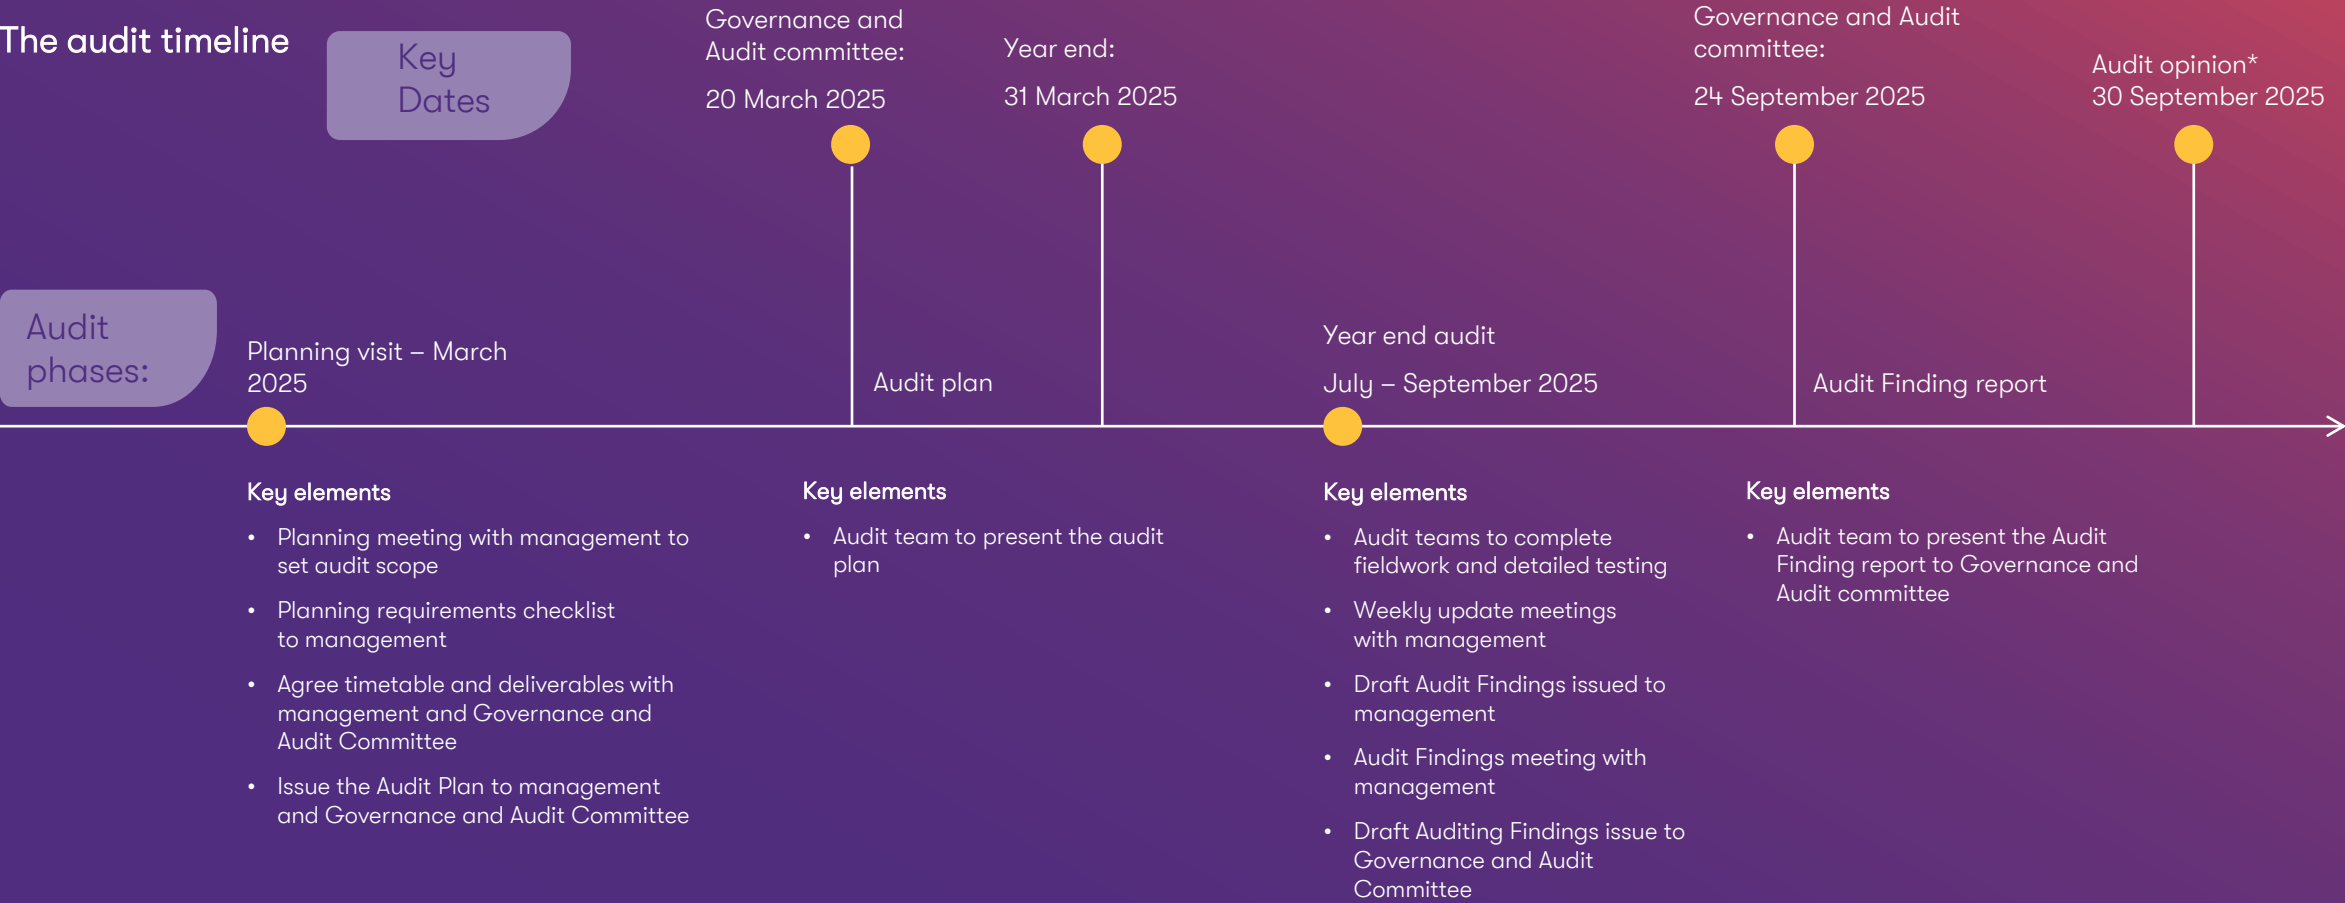 The audit timeline
Key
Dates
Governance and
Audit committee:
20 March 2025
Year end:
31 March 2025
Governance and Audit
committee:
24 September 2025
Audit opinion*
30 September 2025
Audit
phases:
Planning visit – March
2025
Audit plan
Year end audit
July – September 2025
Audit Finding report
Key elements
• Planning meeting with management to
set audit scope
• Planning requirements checklist
to management
• Agree timetable and deliverables with
management and Governance and
Audit Committee
• Issue the Audit Plan to management
and Governance and Audit Committee
Key elements
• Audit team to present the audit
plan
Key elements
• Audit teams to complete
fieldwork and detailed testing
• Weekly update meetings
with management
• Draft Audit Findings issued to
management
• Audit Findings meeting with
management
• Draft Auditing Findings issue to
Governance and Audit
Committee
Key elements
• Audit team to present the Audit
Finding report to Governance and
Audit committee